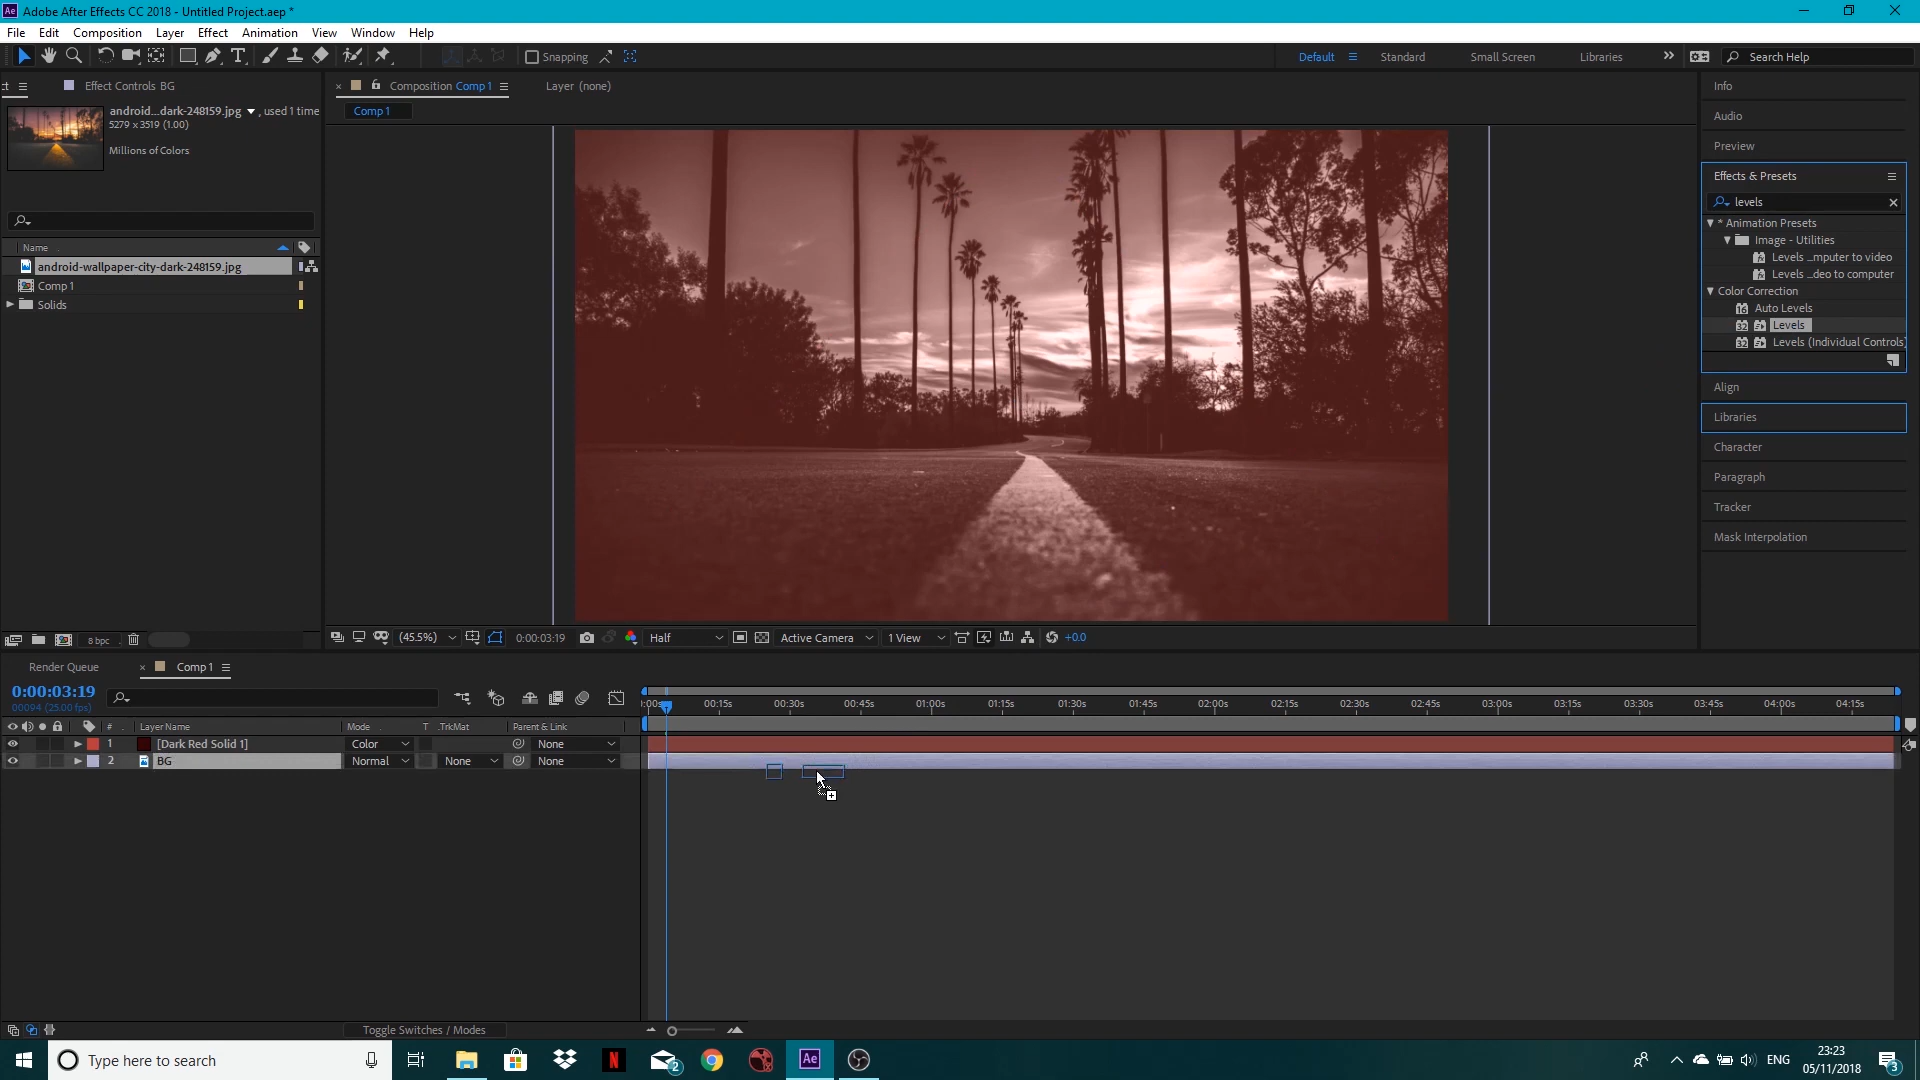 Ae Adobe After Effects CC 2018 - Untitled Project.aep *
File Edit Composition Layer Effect Animation View Window Help
Snapping
Default Standard Small Screen Libraries Search Help
Effect Controls BG
android...dark-248159.jpg , used 1 time
5279 x 3519 (1.00)
Millions of Colors
Name
android-wallpaper-city-dark-248159.jpg
Comp 1
Solids
8 bpc
Composition Comp 1
Layer (none)
Comp 1
(45.5%) 0:00:03:19 Half Active Camera 1 View +0.0
Info
Audio
Preview
Effects & Presets
levels
* Animation Presets
Image - Utilities
Levels ...mputer to video
Levels ...deo to computer
Color Correction
16 Auto Levels
32 Levels
32 Levels (Individual Controls)
Align
Libraries
Character
Paragraph
Tracker
Mask Interpolation
Render Queue Comp 1
0:00:03:19
00094 (25.00 fps)
00:15s 00:30s 00:45s 01:00s 01:15s 01:30s 01:45s 02:00s 02:15s 02:30s 02:45s 03:00s 03:15s 03:30s 03:45s 04:00s 04:15s
# Layer Name Mode T .TrkMat Parent & Link
1 [Dark Red Solid 1] Color None
2 BG Normal None None
Toggle Switches / Modes
Type here to search
2
N
Ae
ENG
23:23
05/11/2018
3